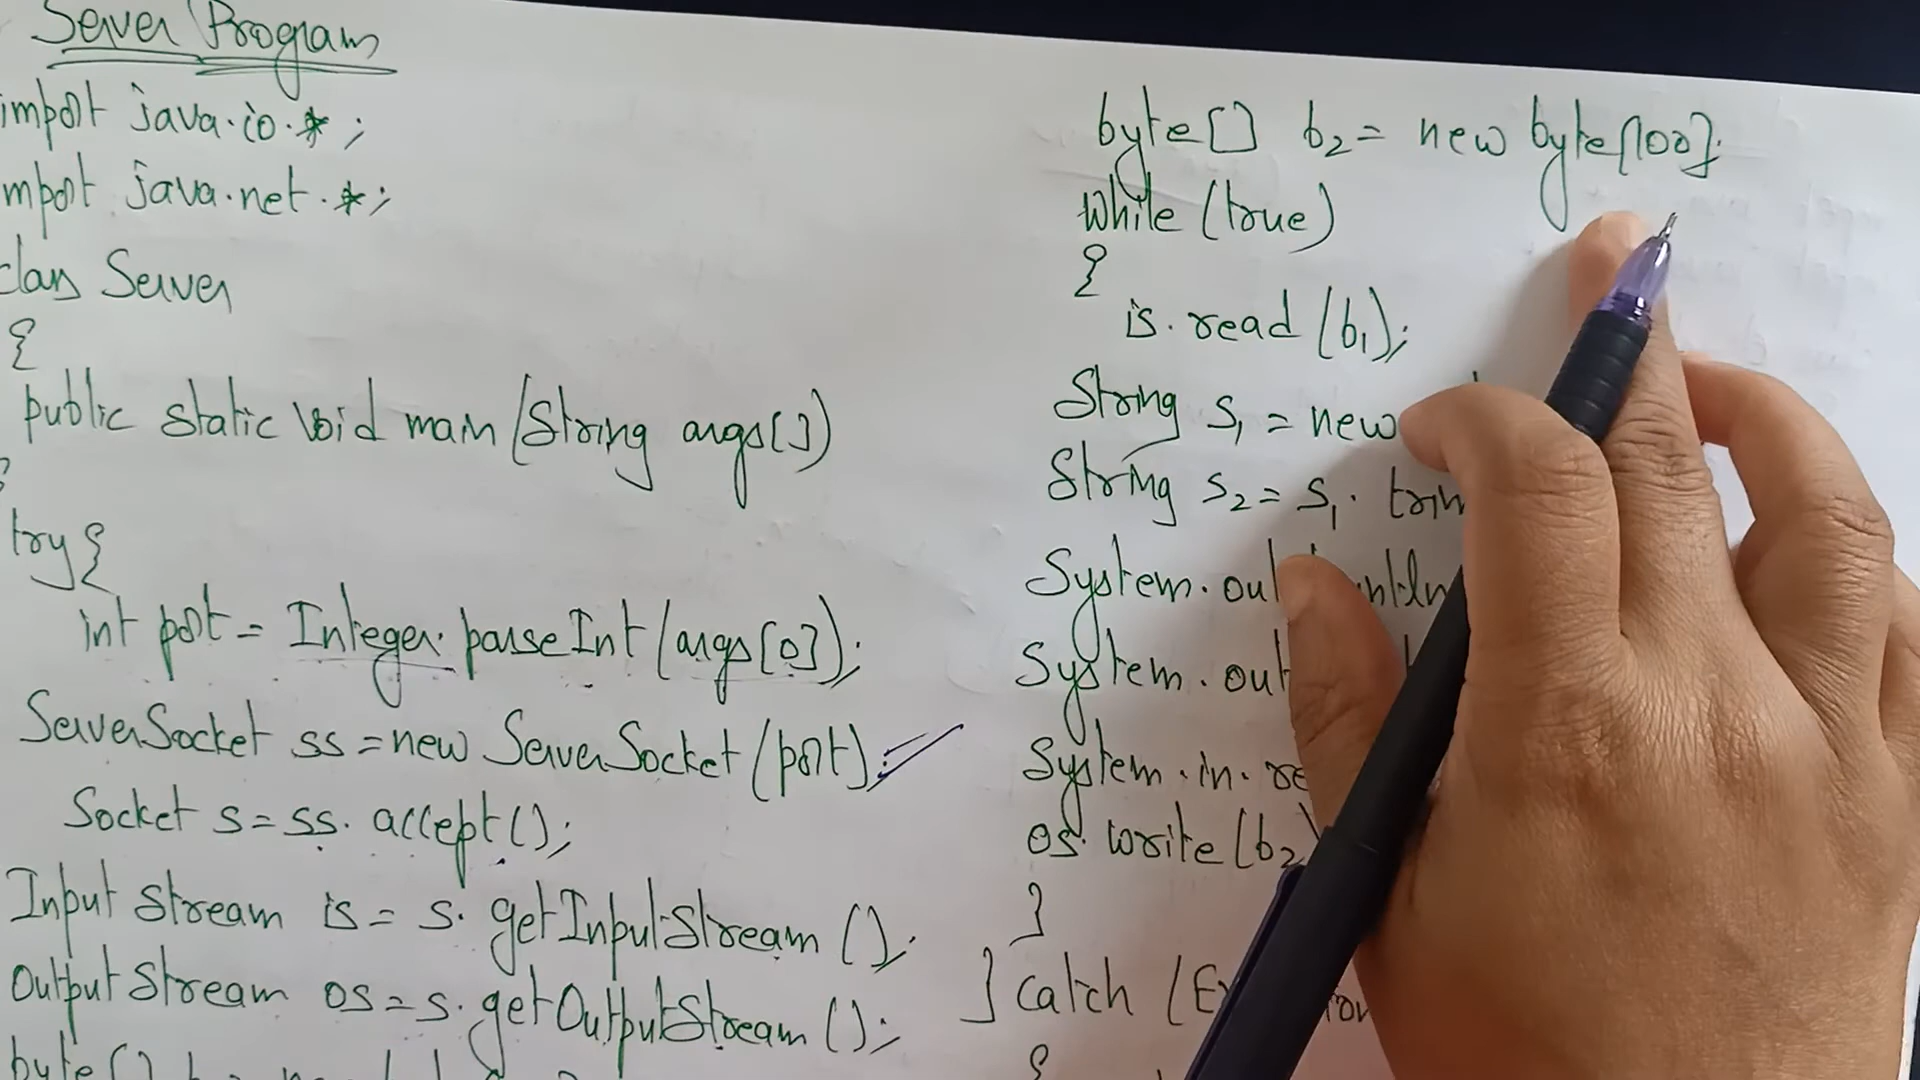 Server Program
import java.io.*;
mport java.net.*;
class Server
{
public static void main (String args[])
try {
int port = Integer.parseInt (args[0]);
ServerSocket ss = new ServerSocket (port);
Socket s = ss.accept();
Input Stream is = s.getInputStream ();
Output Stream os = s.getOutputStream ();
byte[]
byte[] b2 = new byte[100];
while (true)
{
is.read (b1);
String s1 = new
String s2 = s1.trim
System.out
System.out
System.in.re
os.write (b2)
}
} catch
{